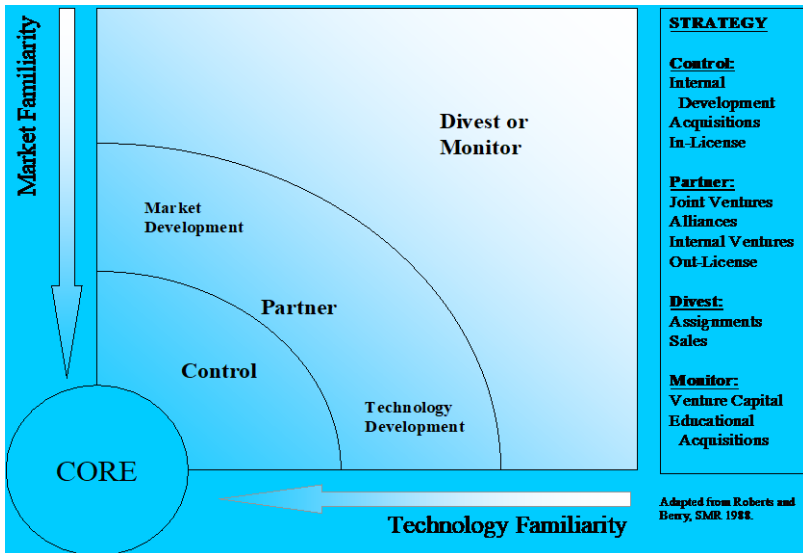 Market Familiarity
Divest or
Monitor
Market
Development
Partner
Control
Technology
Development
CORE
Technology Familiarity
STRATEGY
Control:
Internal
Development
Acquisitions
In-License
Partner:
Joint Ventures
Alliances
Internal Ventures
Out-License
Divest:
Assignments
Sales
Monitor:
Venture Capital
Educational
Acquisitions
Adapted from Roberts and
Berry, SMR 1988.